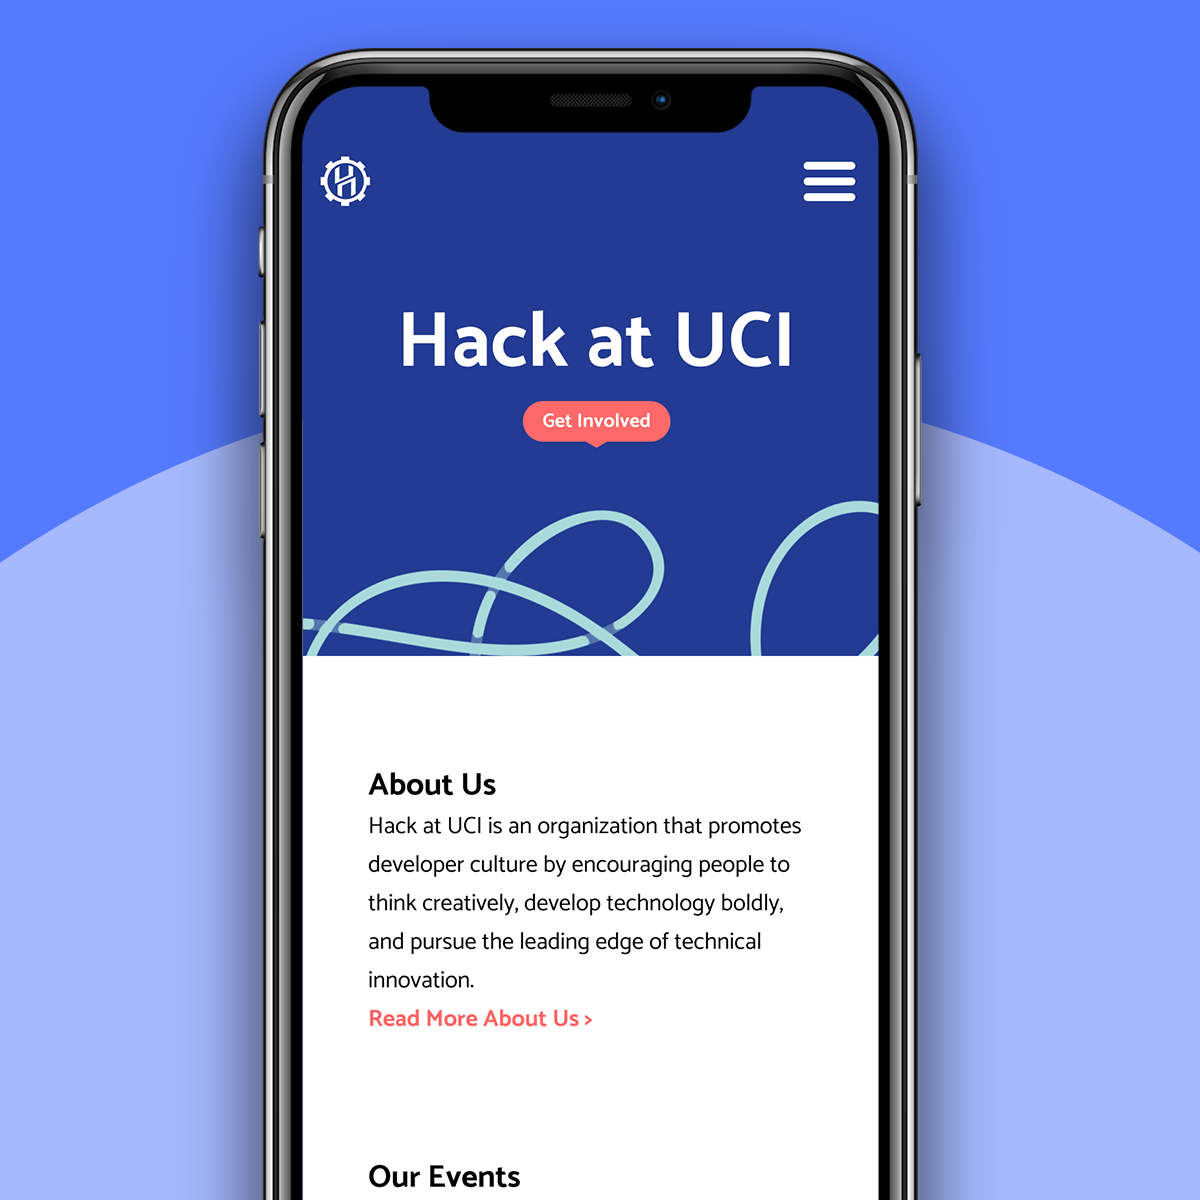 Hack at UCI
Get Involved
About Us
Hack at UCI is an organization that promotes
developer culture by encouraging people to
think creatively, develop technology boldly,
and pursue the leading edge of technical
innovation.
Read More About Us >
Our Events